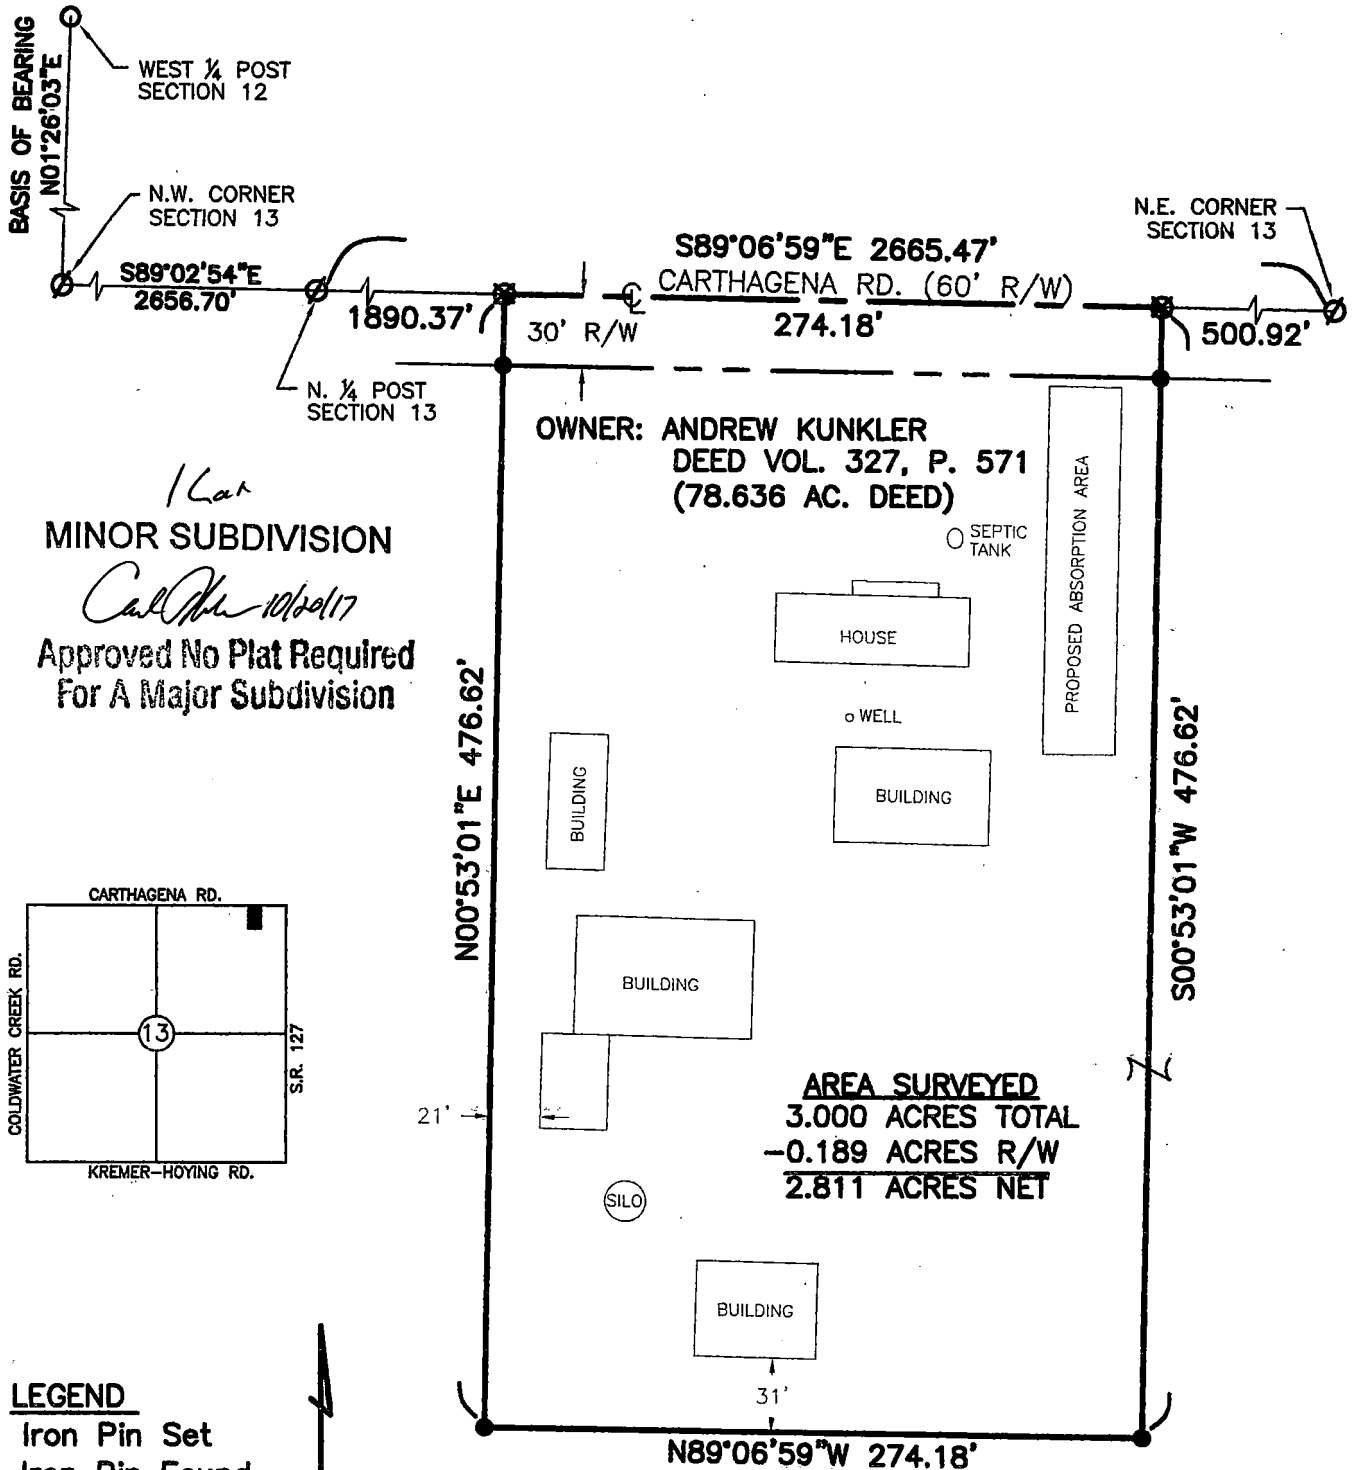 BASIS OF BEARING
N01°26'03"E
WEST ¼ POST
SECTION 12
N.W. CORNER
SECTION 13
N.E. CORNER
SECTION 13
S89°02'54"E
2656.70'
S89°06'59"E 2665.47'
CARTHAGENA RD. (60' R/W)
1890.37'
30' R/W
274.18'
500.92'
N. ¼ POST
SECTION 13
OWNER: ANDREW KUNKLER
DEED VOL. 327, P. 571
(78.636 AC. DEED)
MINOR SUBDIVISION
10/20/17
Approved No Plat Required
For A Major Subdivision
SEPTIC
TANK
PROPOSED ABSORPTION AREA
HOUSE
WELL
BUILDING
BUILDING
N00°53'01"E 476.62'
S00°53'01"W 476.62'
BUILDING
CARTHAGENA RD.
COLDWATER CREEK RD.
13
S.R. 127
KREMER-HOYING RD.
21'
AREA SURVEYED
3.000 ACRES TOTAL
-0.189 ACRES R/W
2.811 ACRES NET
SILO
BUILDING
31'
N89°06'59"W 274.18'
LEGEND
Iron Pin Set
Iron Pin Found